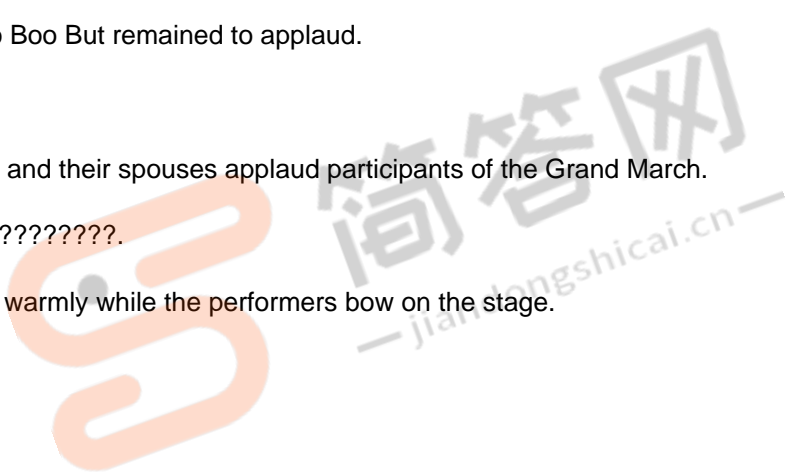 Boo But remained to applaud.
and their spouses applaud participants of the Grand March.
????????.
warmly while the performers bow on the stage.
简答网
jiandongshicai.cn